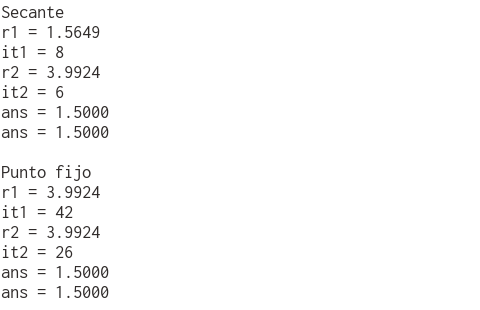 Secante
r1 = 1.5649
it1 = 8
r2 = 3.9924
it2 = 6
ans = 1.5000
ans = 1.5000
Punto fijo
r1 = 3.9924
it1 = 42
r2 = 3.9924
it2 = 26
ans = 1.5000
ans = 1.5000